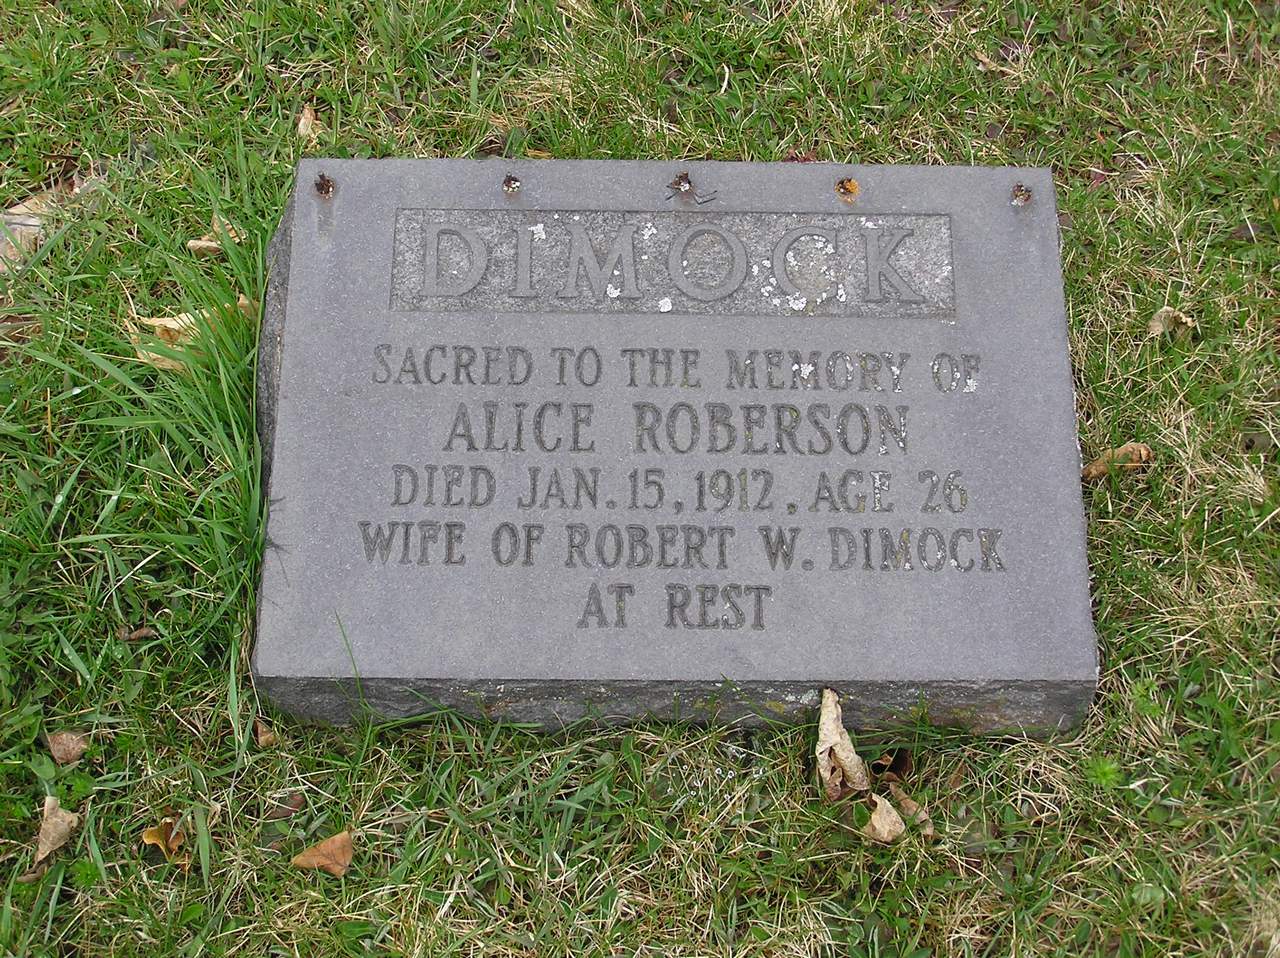 DIMOCK
SACRED TO THE MEMORY OF
ALICE ROBERSON
DIED JAN. 15, 1912, AGE 26
WIFE OF ROBERT W. DIMOCK
AT REST